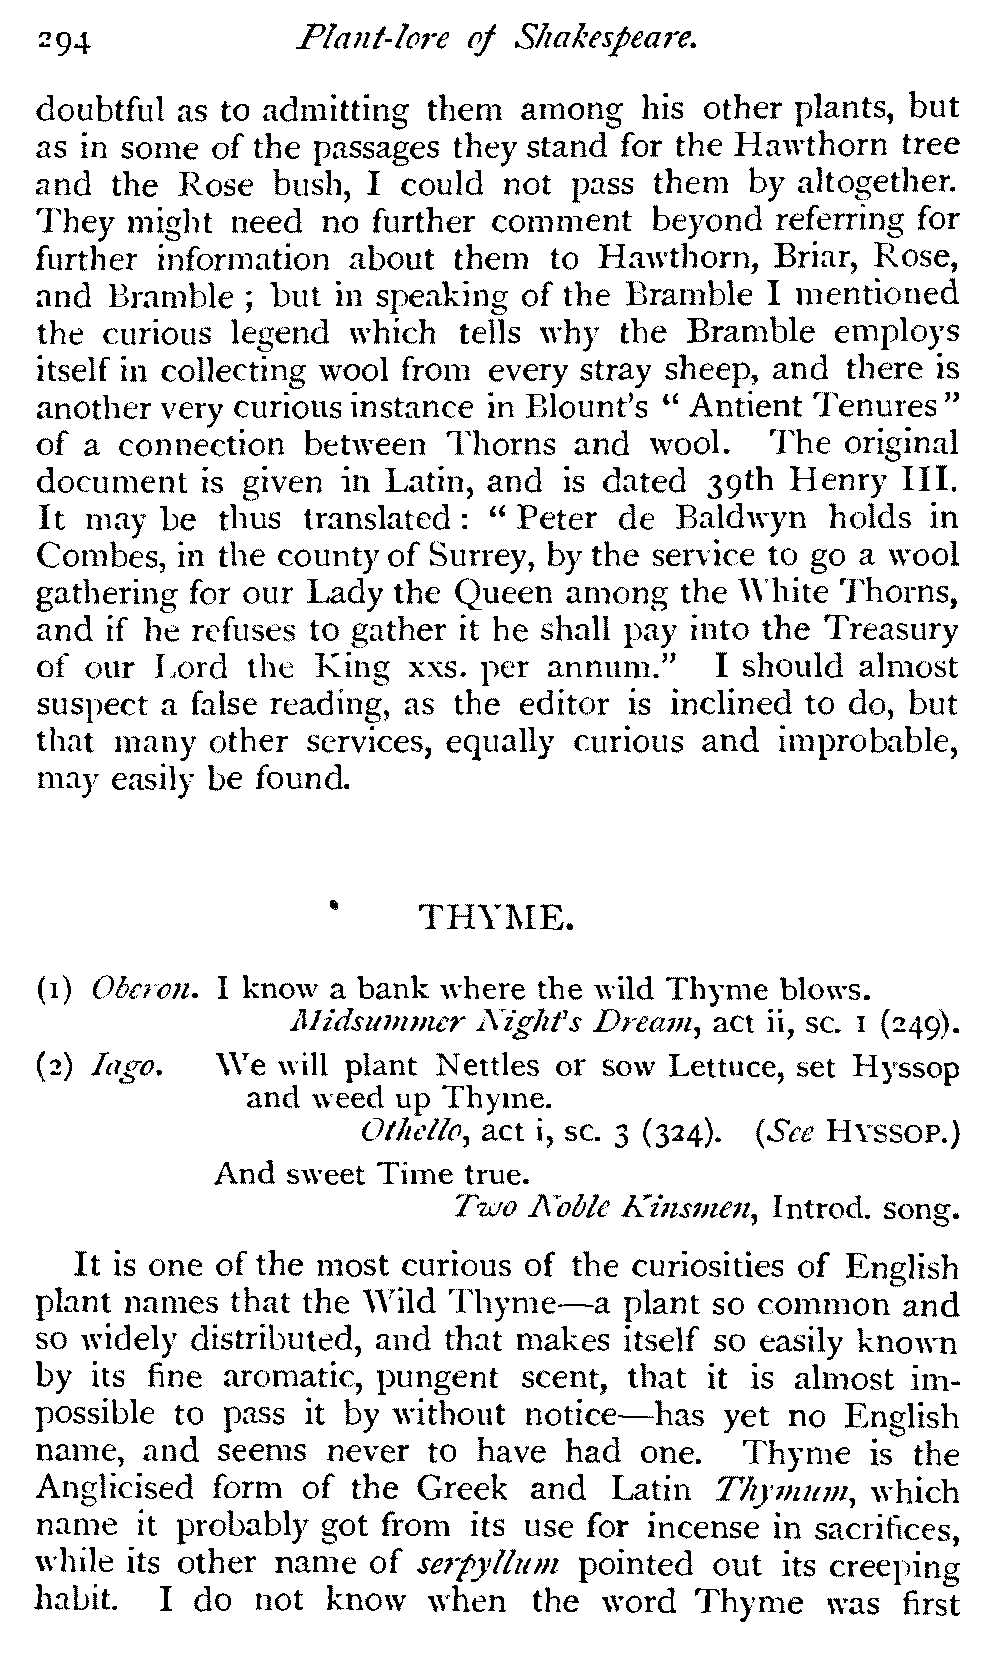 294 Plant-lore of Shakespeare.
doubtful as to admitting them among his other plants, but
as in some of the passages they stand for the Hawthorn tree
and the Rose bush, I could not pass them by altogether.
They might need no further comment beyond referring for
further information about them to Hawthorn, Briar, Rose,
and Bramble ; but in speaking of the Bramble I mentioned
the curious legend which tells why the Bramble employs
itself in collecting wool from every stray sheep, and there is
another very curious instance in Blount's “ Antient Tenures ”
of a connection between Thorns and wool. The original
document is given in Latin, and is dated 39th Henry III.
It may be thus translated : “ Peter de Baldwyn holds in
Combes, in the county of Surrey, by the service to go a wool
gathering for our Lady the Queen among the White Thorns,
and if he refuses to gather it he shall pay into the Treasury
of our Lord the King xxs. per annum.” I should almost
suspect a false reading, as the editor is inclined to do, but
that many other services, equally curious and improbable,
may easily be found.
THYME.
(1) Oberon. I know a bank where the wild Thyme blows.
Midsummer Night's Dream, act ii, sc. 1 (249).
(2) Iago. We will plant Nettles or sow Lettuce, set Hyssop
and weed up Thyme.
Othello, act i, sc. 3 (324). (See HYSSOP.)
And sweet Time true.
Two Noble Kinsmen, Introd. song.
It is one of the most curious of the curiosities of English
plant names that the Wild Thyme—a plant so common and
so widely distributed, and that makes itself so easily known
by its fine aromatic, pungent scent, that it is almost im-
possible to pass it by without notice—has yet no English
name, and seems never to have had one. Thyme is the
Anglicised form of the Greek and Latin Thymum, which
name it probably got from its use for incense in sacrifices,
while its other name of serpyllum pointed out its creeping
habit. I do not know when the word Thyme was first